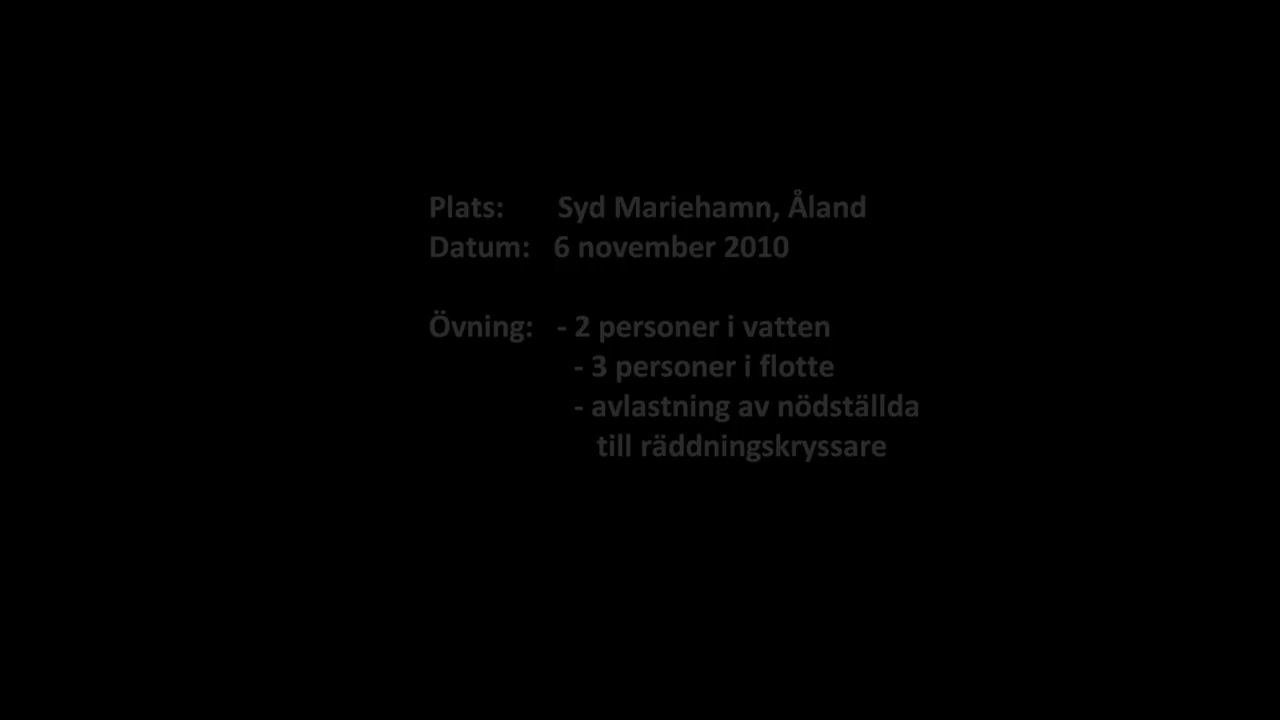 Plats: Syd Mariehamn, Åland
Datum: 6 november 2010
Övning: - 2 personer i vatten
- 3 personer i flotte
- avlastning av nödställda
till räddningskryssare